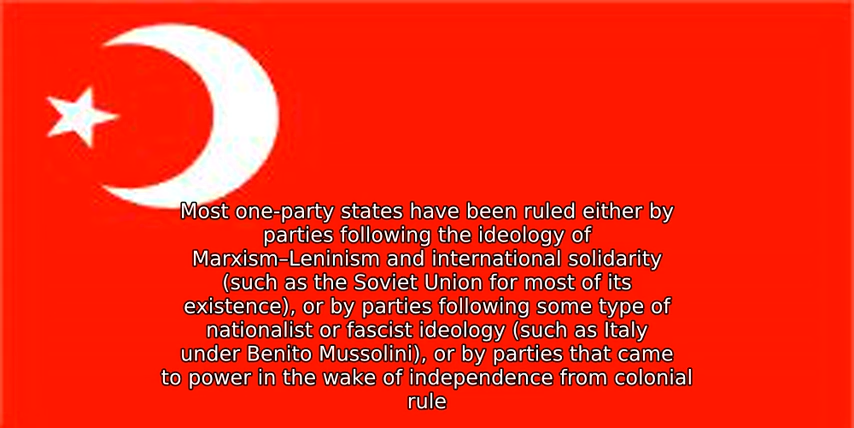 Most one-party states have been ruled either by
parties following the ideology of
Marxism–Leninism and international solidarity
(such as the Soviet Union for most of its
existence), or by parties following some type of
nationalist or fascist ideology (such as Italy
under Benito Mussolini), or by parties that came
to power in the wake of independence from colonial
rule